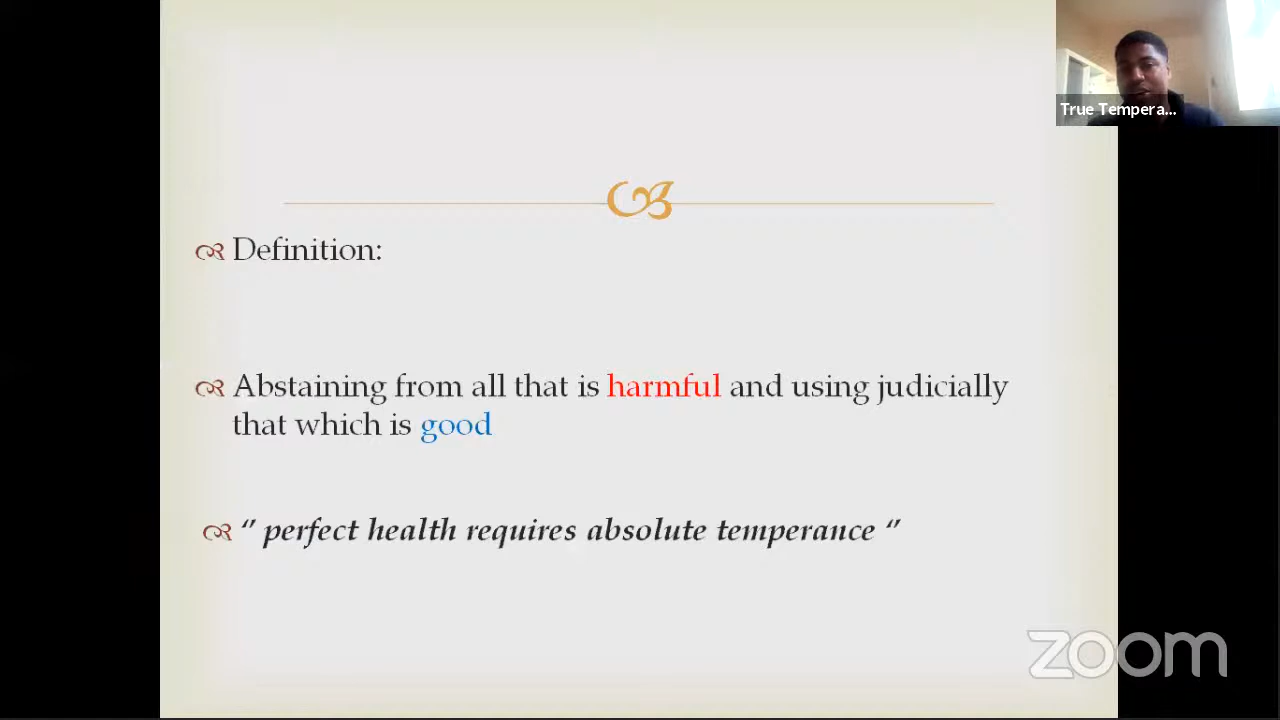 True Tempera...
Definition:
Abstaining from all that is harmful and using judicially
that which is good
“ perfect health requires absolute temperance “
zoom